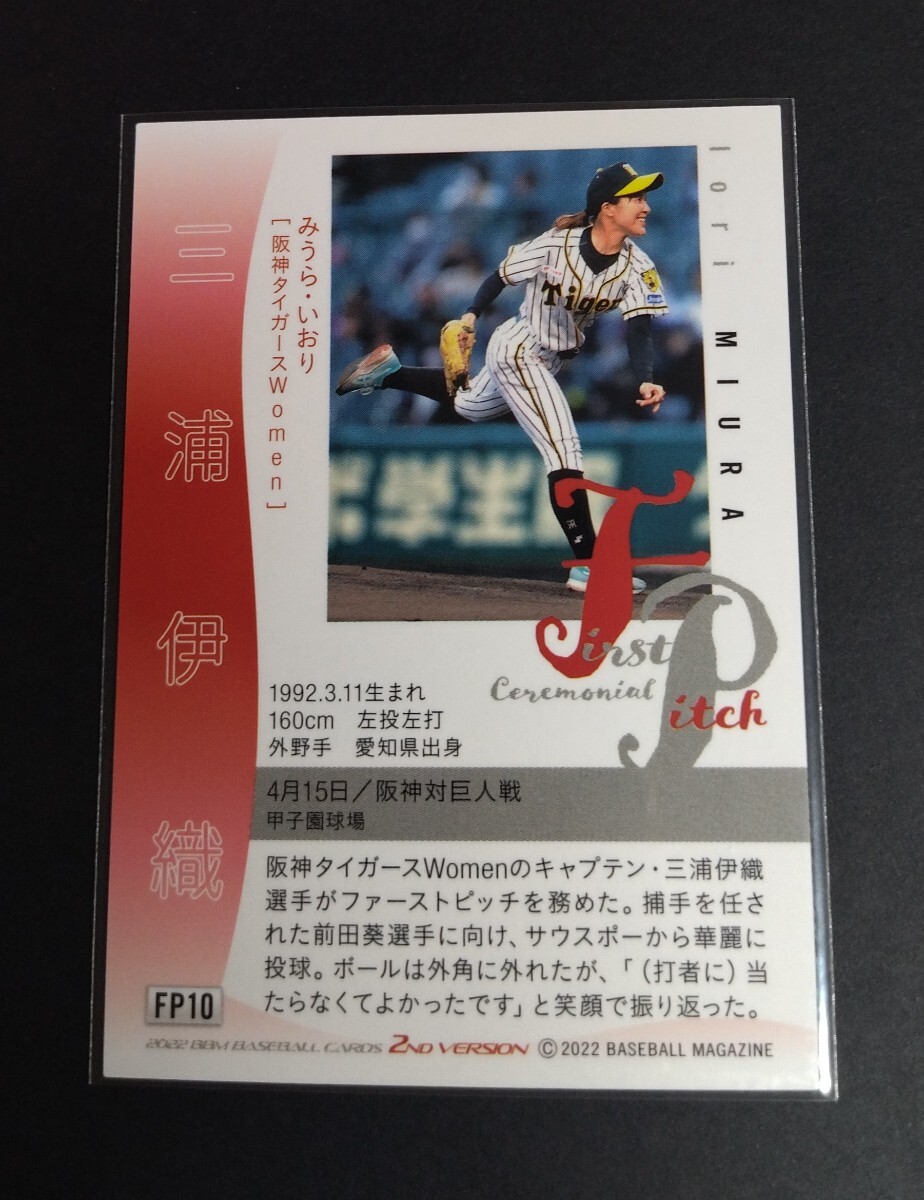 三浦伊織
みうら・いおり
[阪神タイガースWomen]
Iori MIURA
Tigers
First Pitch
Ceremonial
1992.3.11生まれ
160cm 左投左打
外野手 愛知県出身
4月15日／阪神対巨人戦
甲子園球場
阪神タイガースWomenのキャプテン・三浦伊織
選手がファーストピッチを務めた。捕手を任さ
れた前田葵選手に向け、サウスポーから華麗に
投球。ボールは外角に外れたが、「（打者に）当
たらなくてよかったです」と笑顔で振り返った。
FP10
2022 BBM BASEBALL CARDS 2ND VERSION ©2022 BASEBALL MAGAZINE